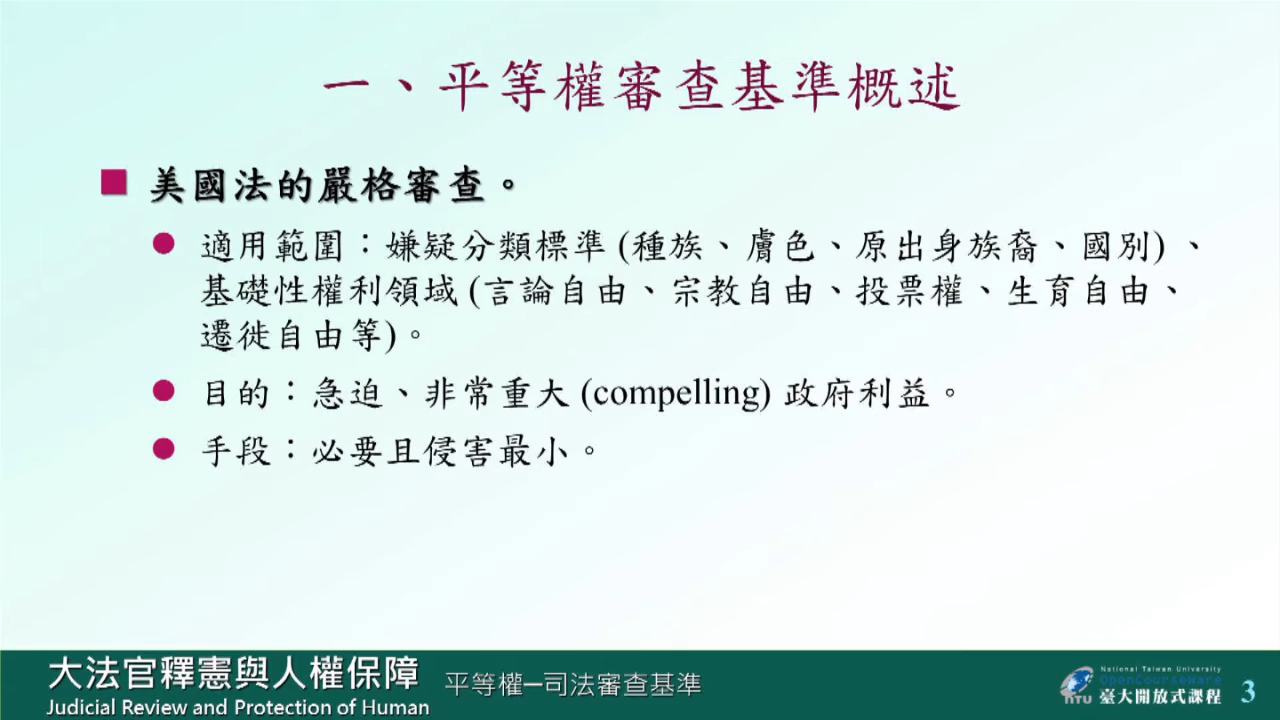 一、平等權審查基準概述
美國法的嚴格審查。
適用範圍：嫌疑分類標準 (種族、膚色、原出身族裔、國別) 、
基礎性權利領域 (言論自由、宗教自由、投票權、生育自由、
遷徙自由等)。
目的：急迫、非常重大 (compelling) 政府利益。
手段：必要且侵害最小。
大法官釋憲與人權保障
Judicial Review and Protection of Human
平等權─司法審查基準
National Taiwan University
OpenCourseWare
NTU 臺大開放式課程
3